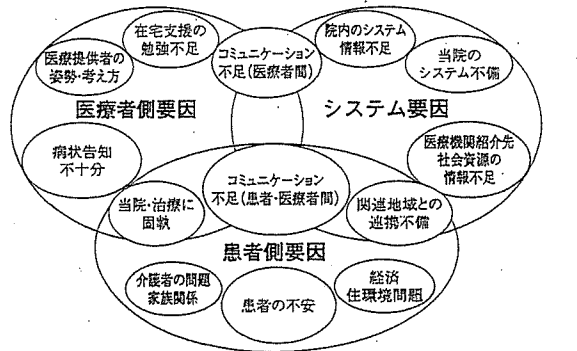 在宅支援の
勉強不足
コミュニケーション
不足(医療者間)
院内のシステム
情報不足
医療提供者の
姿勢・考え方
当院の
システム不備
医療者側要因
システム要因
病状告知
不十分
医療機関紹介先
社会資源の
情報不足
コミュニケーション
不足(患者・医療者間)
当院・治療に
固執
関連地域との
連携不備
患者側要因
介護者の問題
家族関係
患者の不安
経済
住環境問題